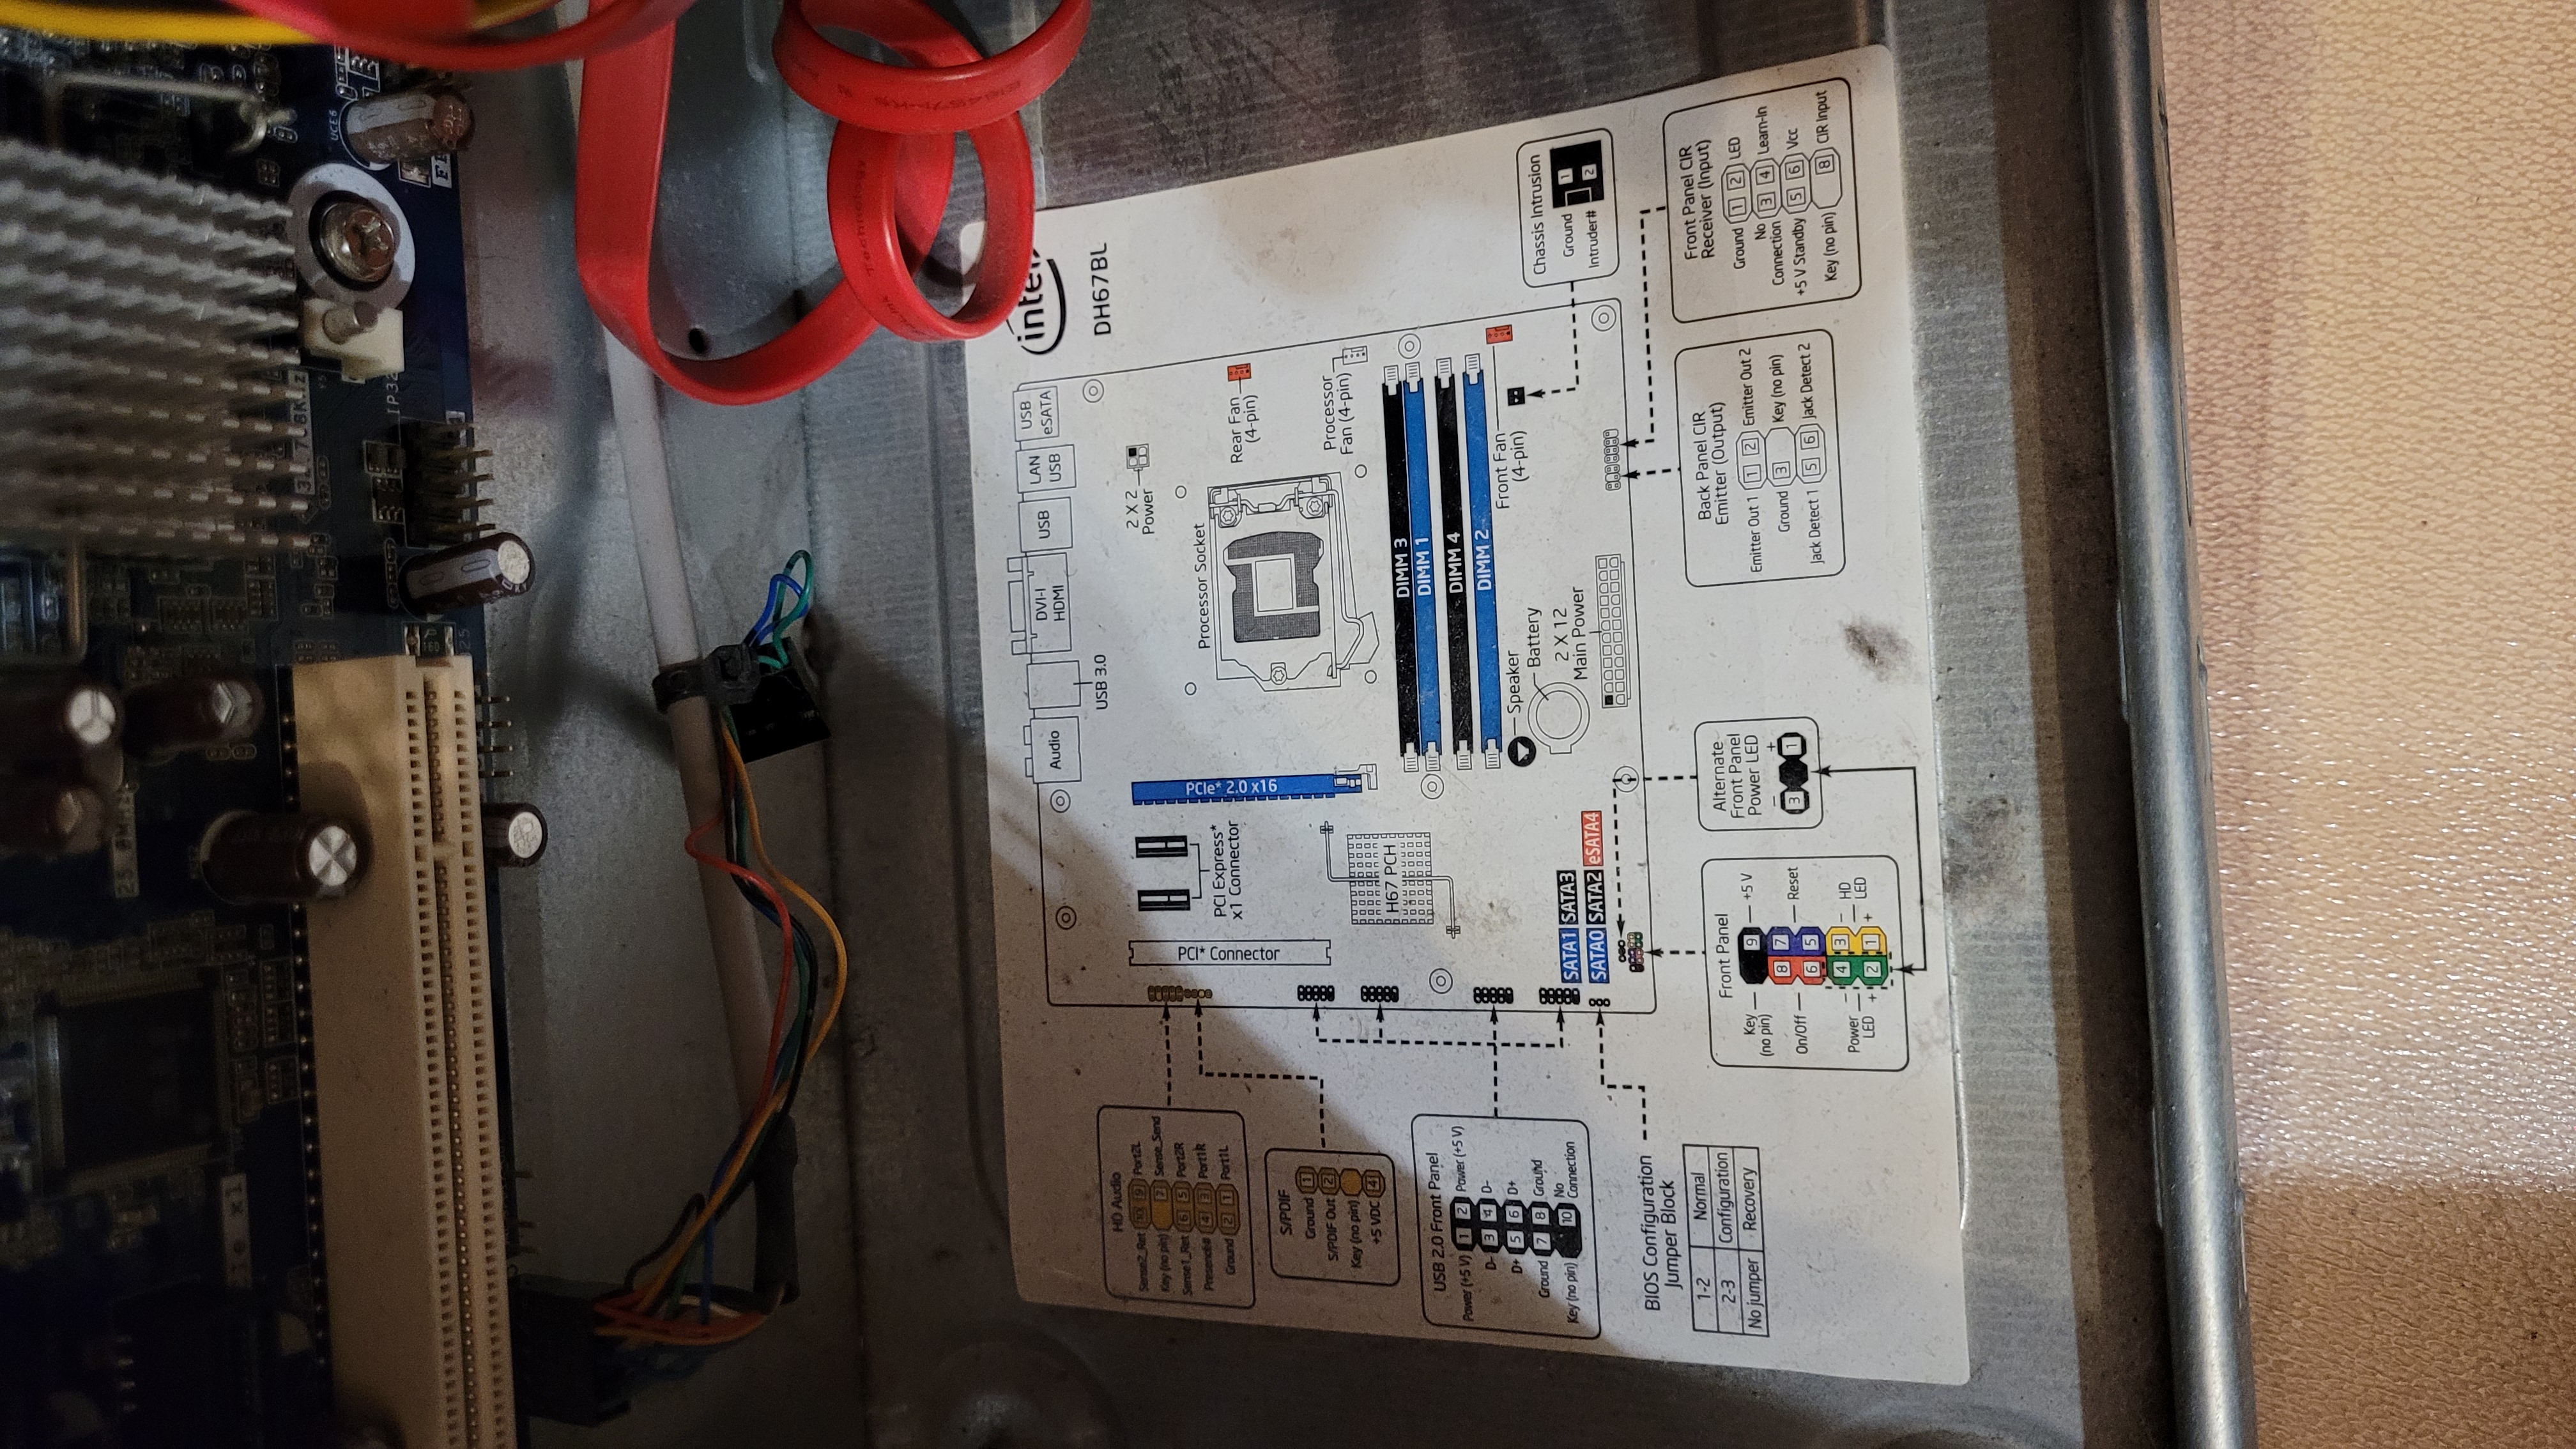 25 0M
Ie x1
32.768K
UCE6
IP32
Technology
intel
DH67BL
Audio
USB 3.0
DVI-I
HDMI
USB
LAN
USB
USB
eSATA
HD Audio
Sense2_Ret 10 9 Port2L
Key (no pin) 7 Sense_Send
Sense1_Ret 6 5 Port2R
Presence# 4 3 Port1R
Ground 2 1 Port1L
S/PDIF
Ground 1
S/PDIF Out 2
Key (no pin)
+5 VDC 4
USB 2.0 Front Panel
Power (+5 V) 1 2 Power (+5 V)
D- 3 4 D-
D+ 5 6 D+
Ground 7 8 Ground
Key (no pin) 10 No
Connection
BIOS Configuration
Jumper Block
1-2 Normal
2-3 Configuration
No jumper Recovery
PCI* Connector
PCI Express*
x1 Connector
PCIe* 2.0 x16
H67 PCH
2 X 2
Power
Processor Socket
Rear Fan
(4-pin)
Processor
Fan (4-pin)
DIMM 3
DIMM 1
DIMM 4
DIMM 2
Speaker
Battery
2 X 12
Main Power
Front Fan
(4-pin)
SATA1 SATA3
SATA0 SATA2 eSATA4
Chassis Intrusion
Ground 1
Intruder# 2
Front Panel
Key
(no pin) 9 +5 V
On/Off 8 7 Reset
6 5
Power
LED - 4 3 - HD
LED
+ 2 1 +
Alternate
Front Panel
Power LED
- +
3 1
Back Panel CIR
Emitter (Output)
Emitter Out 1 1 2 Emitter Out 2
Ground 3 Key (no pin)
Jack Detect 1 5 6 Jack Detect 2
Front Panel CIR
Receiver (Input)
Ground 1 2 LED
No
Connection 3 4 Learn-In
+5 V Standby 5 6 Vcc
Key (no pin) 8 CIR Input